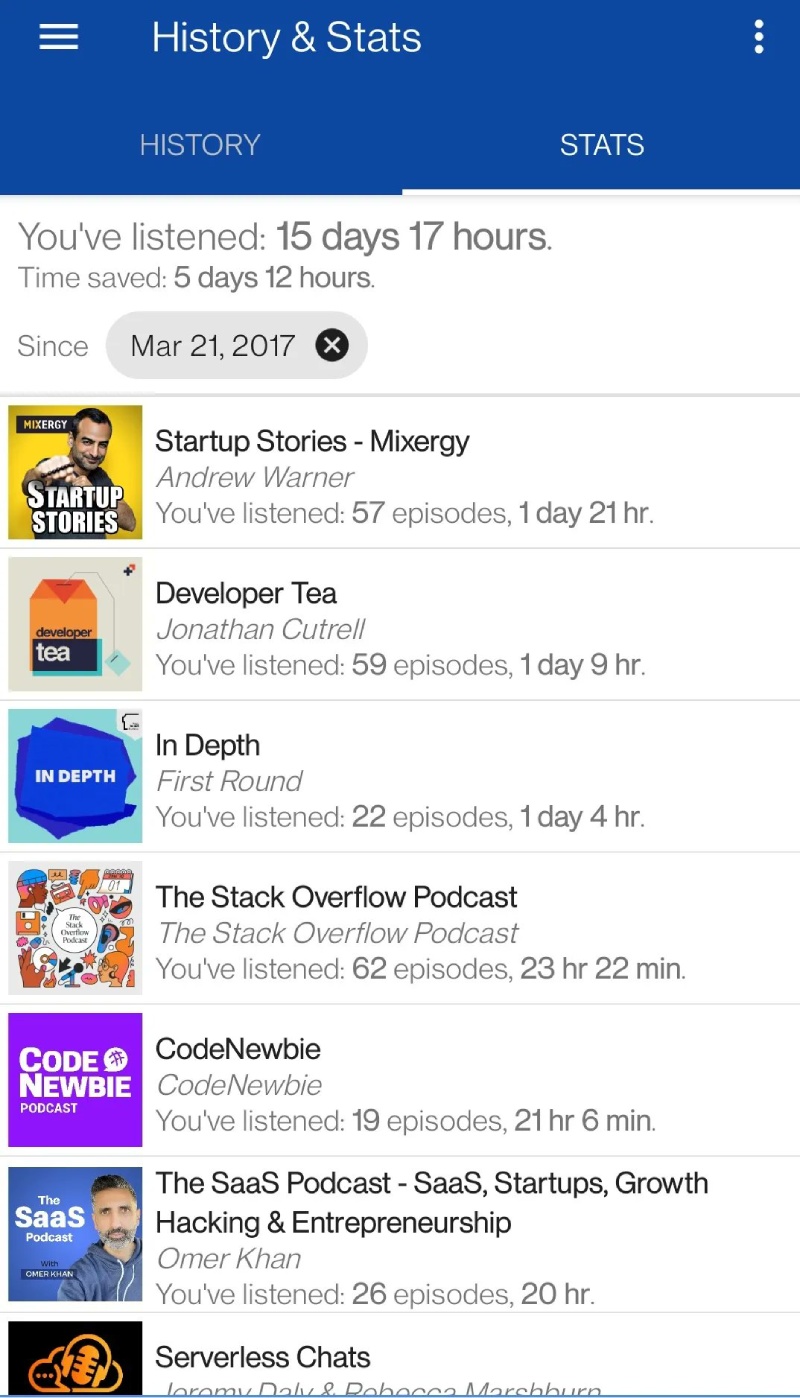 History & Stats
HISTORY
STATS
You've listened: 15 days 17 hours.
Time saved: 5 days 12 hours.
Since Mar 21, 2017
MIXERGY
STARTUP
STORIES
Startup Stories - Mixergy
Andrew Warner
You've listened: 57 episodes, 1 day 21 hr.
developer
tea
Developer Tea
Jonathan Cutrell
You've listened: 59 episodes, 1 day 9 hr.
IN DEPTH
In Depth
First Round
You've listened: 22 episodes, 1 day 4 hr.
01
The
Stack
Overflow
Podcast
The Stack Overflow Podcast
The Stack Overflow Podcast
You've listened: 62 episodes, 23 hr 22 min.
CODE
NEWBIE
PODCAST
CodeNewbie
CodeNewbie
You've listened: 19 episodes, 21 hr 6 min.
The
SaaS
Podcast
With
OMER KHAN
The SaaS Podcast - SaaS, Startups, Growth
Hacking & Entrepreneurship
Omer Khan
You've listened: 26 episodes, 20 hr.
Serverless Chats
Jeremy Daly & Rebecca Marshburn